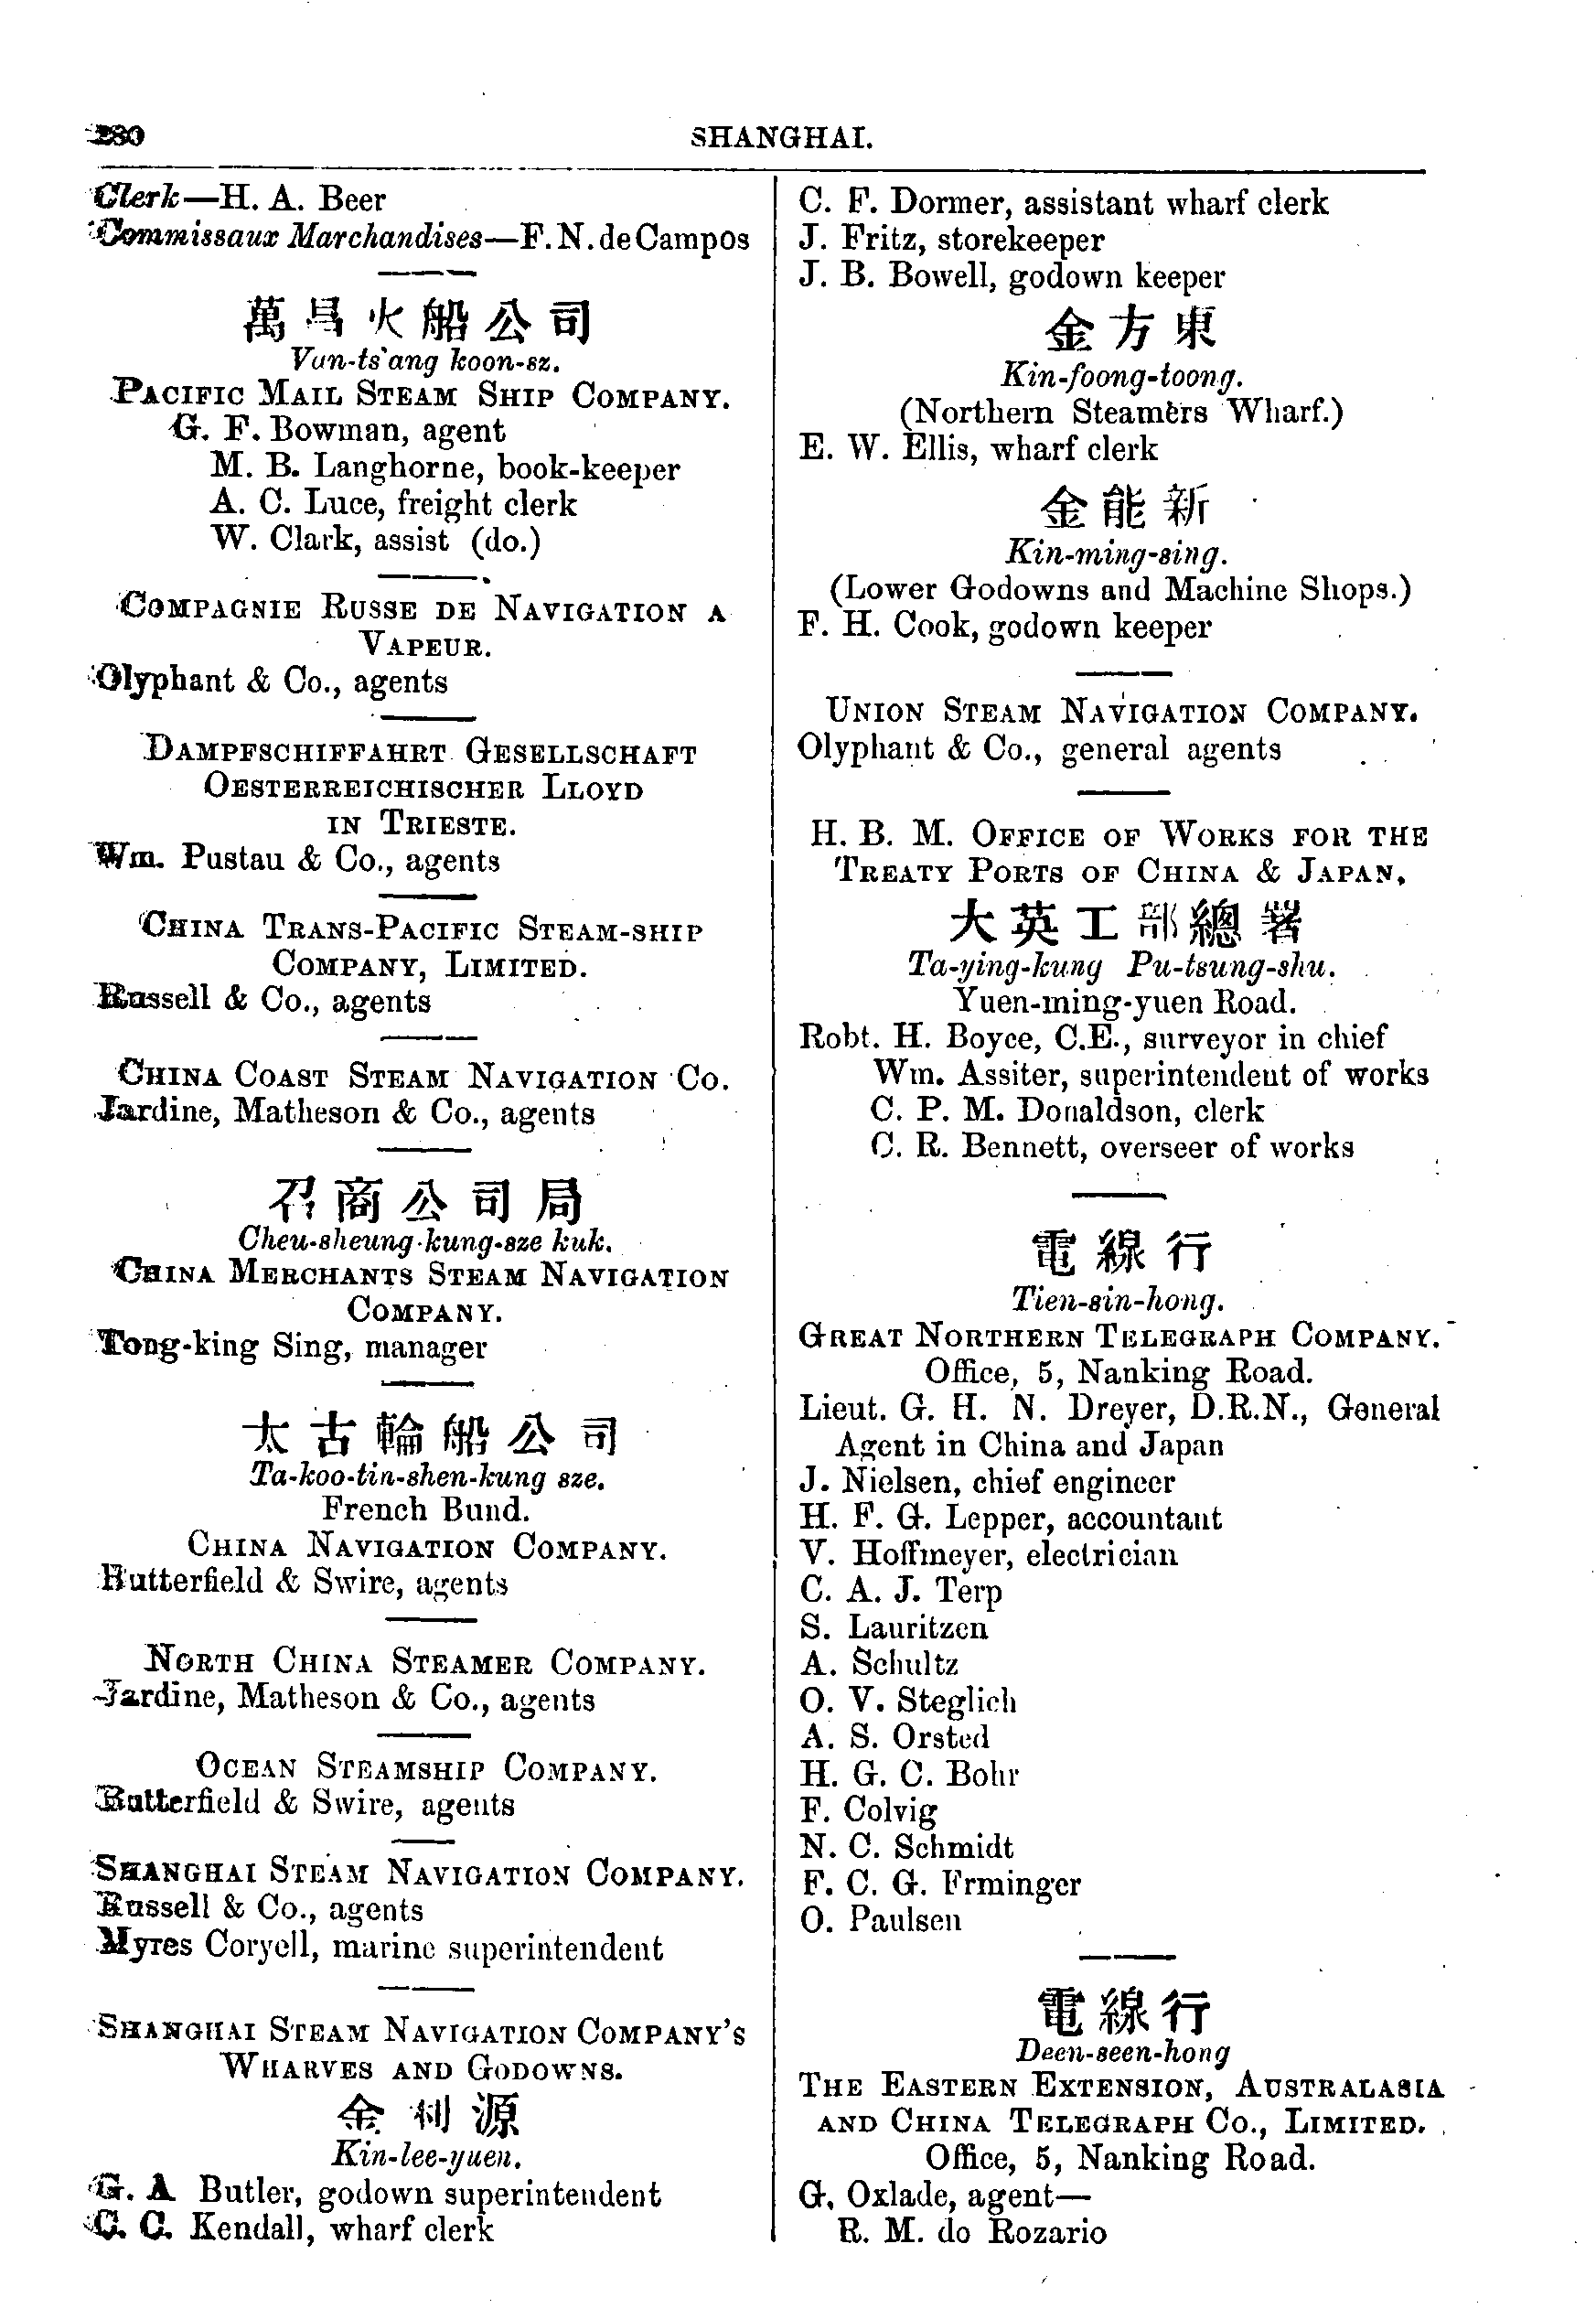 280
SHANGHAI.
Clerk—H. A. Beer
Commissaux Marchandises—F. N. de Campos
萬昌火船公司
Vun-ts'ang koon-sz.
PACIFIC MAIL STEAM SHIP COMPANY.
G. F. Bowman, agent
M. B. Langhorne, book-keeper
A. C. Luce, freight clerk
W. Clark, assist (do.)
COMPAGNIE RUSSE DE NAVIGATION A
VAPEUR.
Olyphant & Co., agents
DAMPFSCHIFFAHRT GESELLSCHAFT
OESTERREICHISCHER LLOYD
IN TRIESTE.
Wm. Pustau & Co., agents
CHINA TRANS-PACIFIC STEAM-SHIP
COMPANY, LIMITED.
Russell & Co., agents
CHINA COAST STEAM NAVIGATION CO.
Jardine, Matheson & Co., agents
召商公司局
Cheu-sheung-kung-sze kuk.
CHINA MERCHANTS STEAM NAVIGATION
COMPANY.
Tong-king Sing, manager
太古輪船公司
Ta-koo-tin-shen-kung sze.
French Bund.
CHINA NAVIGATION COMPANY.
Butterfield & Swire, agents
NORTH CHINA STEAMER COMPANY.
Jardine, Matheson & Co., agents
OCEAN STEAMSHIP COMPANY.
Butterfield & Swire, agents
SHANGHAI STEAM NAVIGATION COMPANY.
Russell & Co., agents
Myres Coryell, marine superintendent
SHANGHAI STEAM NAVIGATION COMPANY'S
WHARVES AND GODOWNS.
金利源
Kin-lee-yuen.
G. A Butler, godown superintendent
C. C. Kendall, wharf clerk
C. F. Dormer, assistant wharf clerk
J. Fritz, storekeeper
J. B. Bowell, godown keeper
金方東
Kin-foong-toong.
(Northern Steamers Wharf.)
E. W. Ellis, wharf clerk
金能新
Kin-ming-sing.
(Lower Godowns and Machine Shops.)
F. H. Cook, godown keeper
UNION STEAM NAVIGATION COMPANY.
Olyphant & Co., general agents
H. B. M. OFFICE OF WORKS FOR THE
TREATY PORTS OF CHINA & JAPAN.
大英工部總署
Ta-ying-kung Pu-tsung-shu.
Yuen-ming-yuen Road.
Robt. H. Boyce, C.E., surveyor in chief
Wm. Assiter, superintendent of works
C. P. M. Donaldson, clerk
C. R. Bennett, overseer of works
電線行
Tien-sin-hong.
GREAT NORTHERN TELEGRAPH COMPANY.
Office, 5, Nanking Road.
Lieut. G. H. N. Dreyer, D.R.N., General
Agent in China and Japan
J. Nielsen, chief engineer
H. F. G. Lepper, accountant
V. Hoffmeyer, electrician
C. A. J. Terp
S. Lauritzen
A. Schultz
O. V. Steglich
A. S. Orsted
H. G. C. Bohr
F. Colvig
N. C. Schmidt
F. C. G. Frminger
O. Paulsen
電線行
Deen-seen-hong
THE EASTERN EXTENSION, AUSTRALASIA
AND CHINA TELEGRAPH CO., LIMITED.
Office, 5, Nanking Road.
G. Oxlade, agent—
R. M. do Rozario